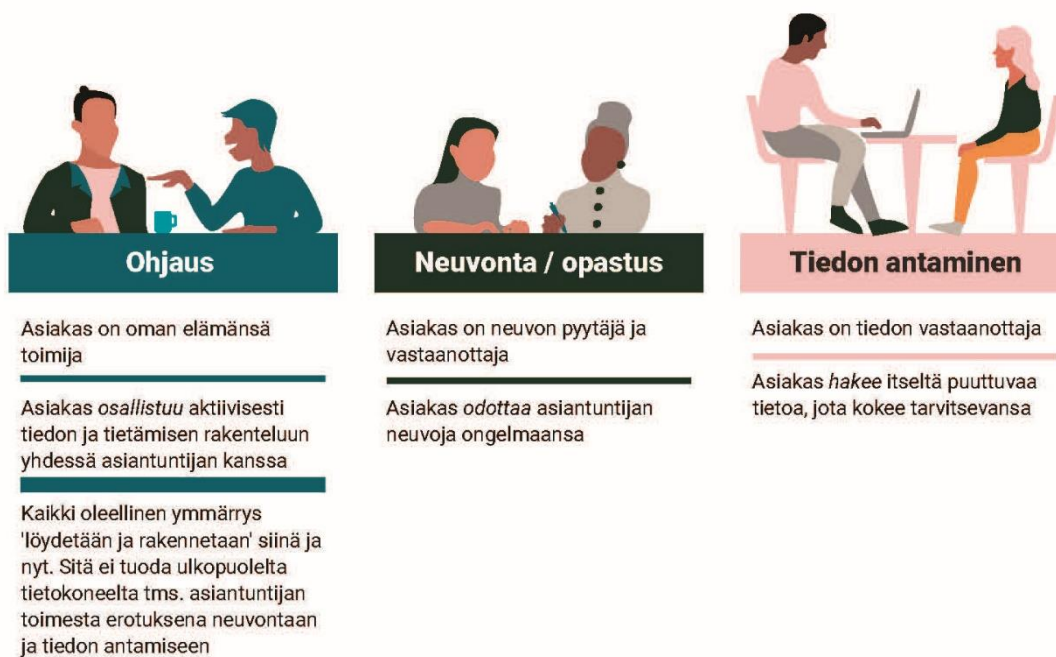 Ohjaus
Asiakas on oman elämänsä
toimija
Asiakas osallistuu aktiivisesti
tiedon ja tietämisen rakenteluun
yhdessä asiantuntijan kanssa
Kaikki oleellinen ymmärrys
'löydetään ja rakennetaan' siinä ja
nyt. Sitä ei tuoda ulkopuolelta
tietokoneelta tms. asiantuntijan
toimesta erotuksena neuvontaan
ja tiedon antamiseen
Neuvonta / opastus
Asiakas on neuvon pyytäjä ja
vastaanottaja
Asiakas odottaa asiantuntijan
neuvoja ongelmaansa
Tiedon antaminen
Asiakas on tiedon vastaanottaja
Asiakas hakee itseltä puuttuvaa
tietoa, jota kokee tarvitsevansa